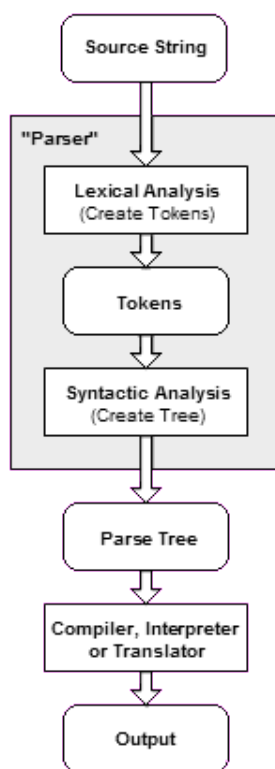 Source String
"Parser"
Lexical Analysis
(Create Tokens)
Tokens
Syntactic Analysis
(Create Tree)
Parse Tree
Compiler, Interpreter
or Translator
Output